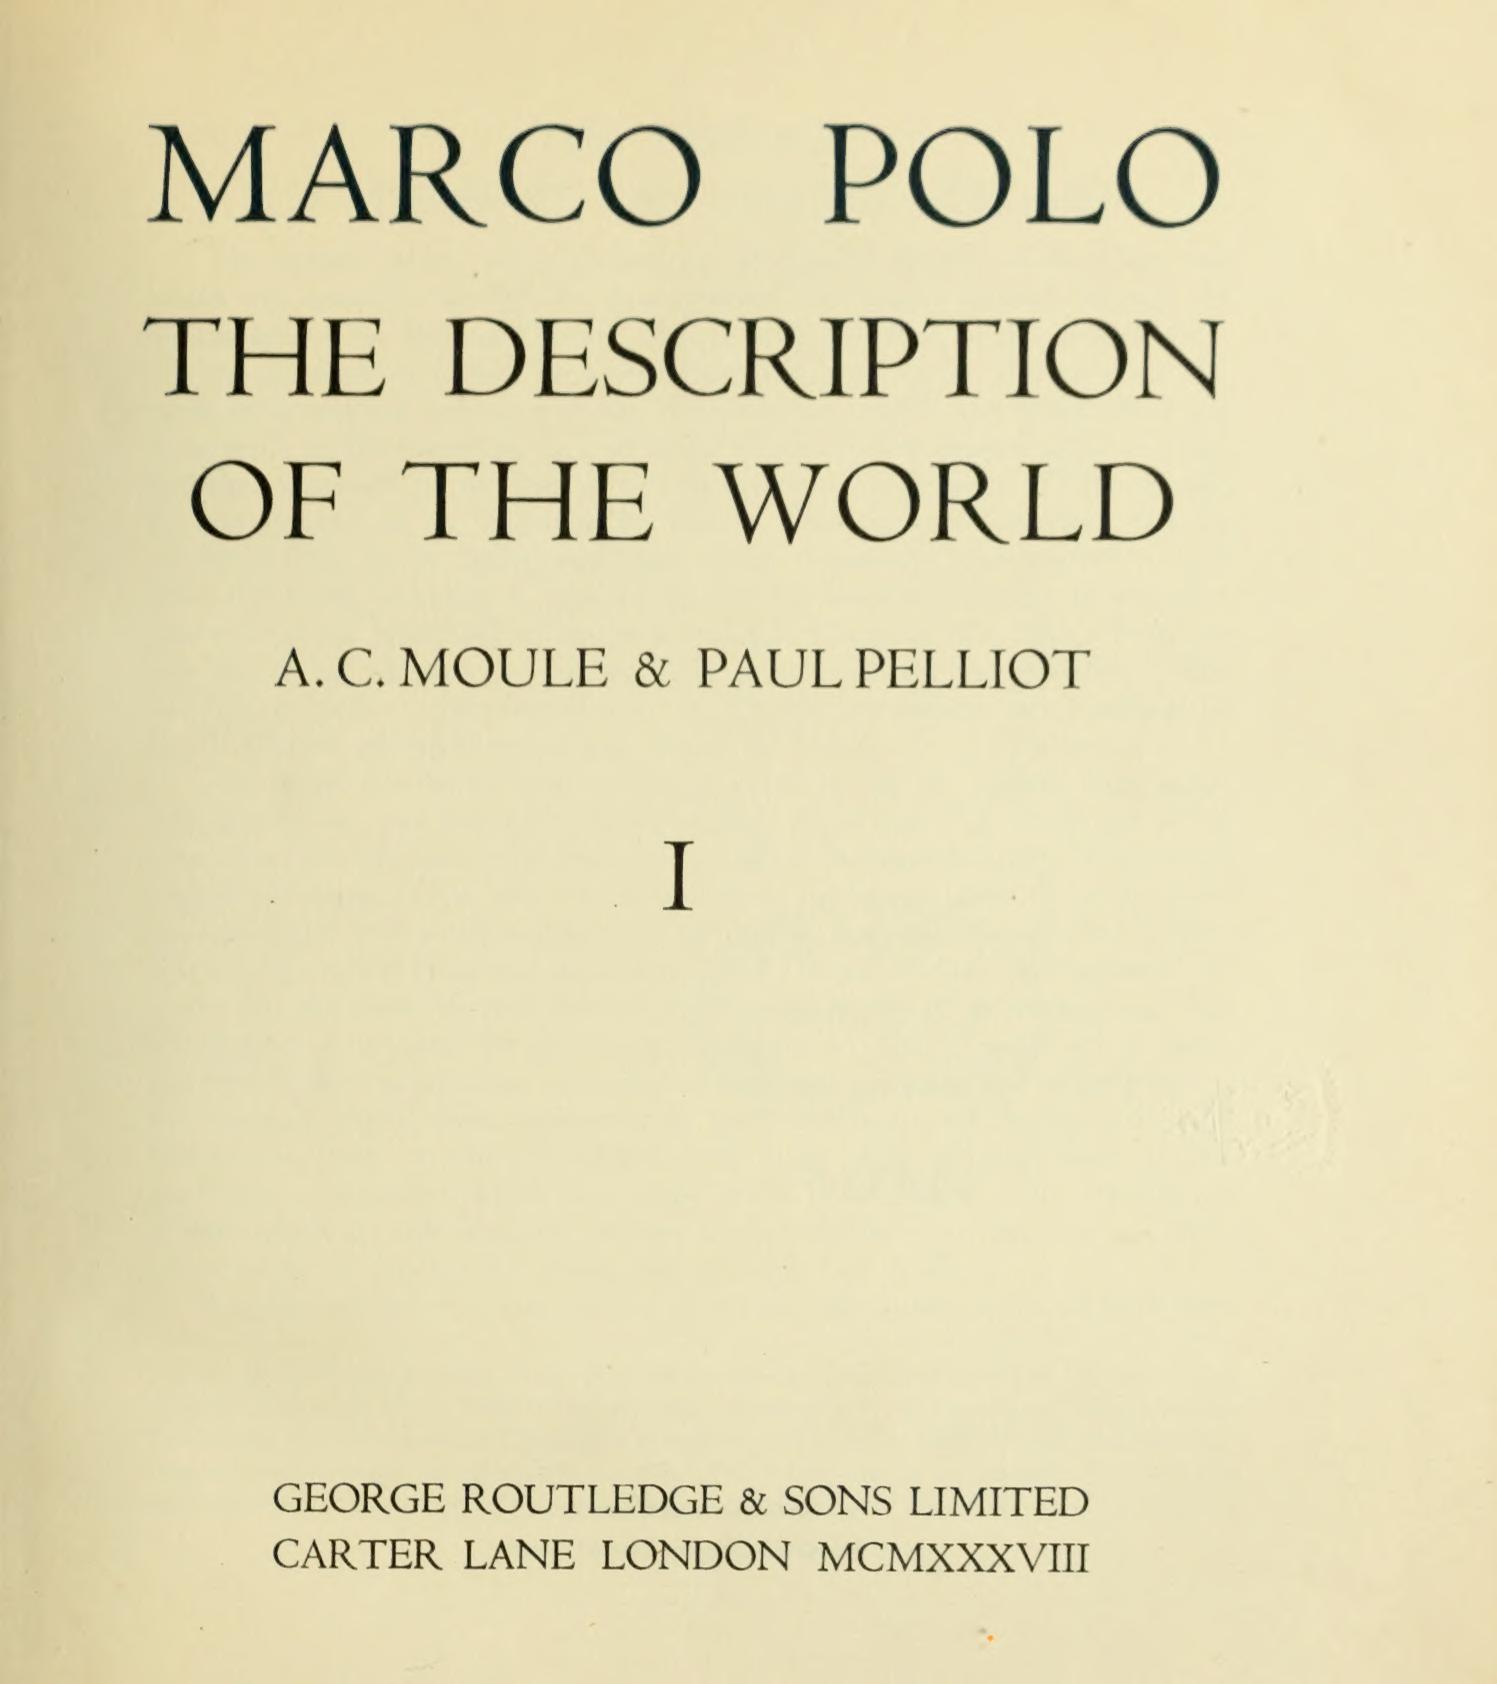 MARCO POLO
THE DESCRIPTION
OF THE WORLD
A. C. MOULE & PAUL PELLIOT
I
GEORGE ROUTLEDGE & SONS LIMITED
CARTER LANE LONDON MCMXXXVIII